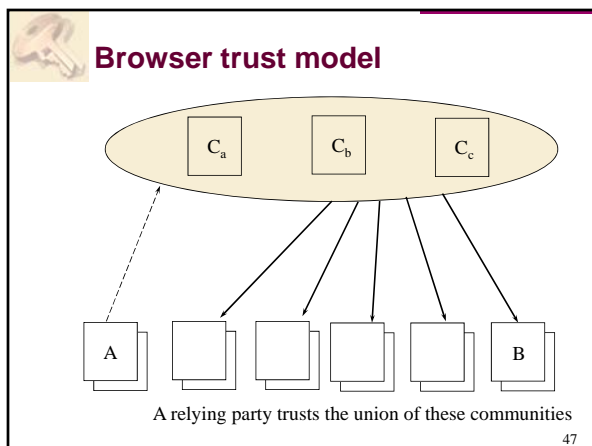 Browser trust model
Ca Cb Cc
A B
A relying party trusts the union of these communities
47